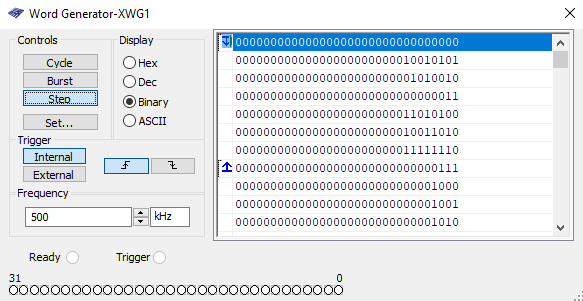 Word Generator-XWG1
Controls
Cycle
Burst
Step
Set...
Display
Hex
Dec
Binary
ASCII
Trigger
Internal
External
Frequency
500
kHz
Ready
Trigger
31
0
00000000000000000000000000000000
00000000000000000000000010010101
00000000000000000000000001010010
00000000000000000000000000000011
00000000000000000000000011010100
00000000000000000000000010011010
00000000000000000000000011111110
00000000000000000000000000000111
00000000000000000000000000001000
00000000000000000000000000001001
00000000000000000000000000001010